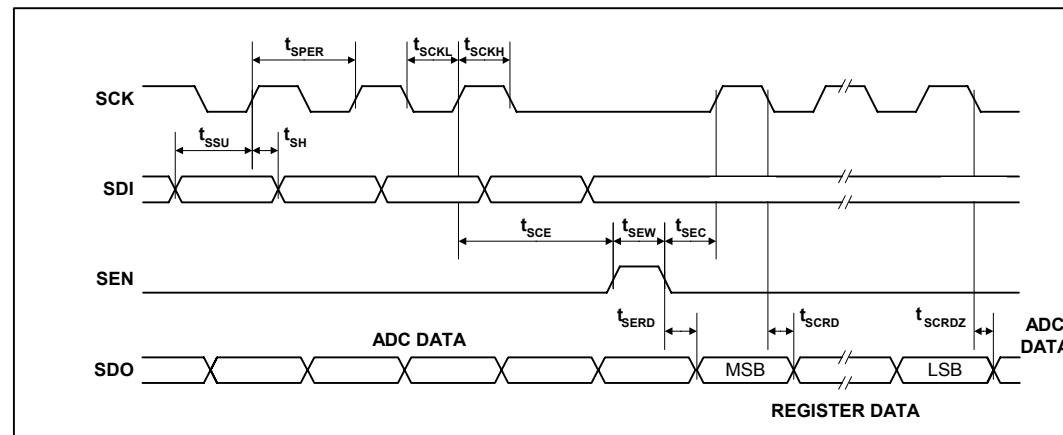 tSPER
tSCKL
tSCKH
SCK
tSSU
tSH
SDI
tSCE
tSEW
tSEC
SEN
tSERD
tSCRD
tSCRDZ
ADC DATA
ADC
DATA
SDO
MSB
LSB
REGISTER DATA